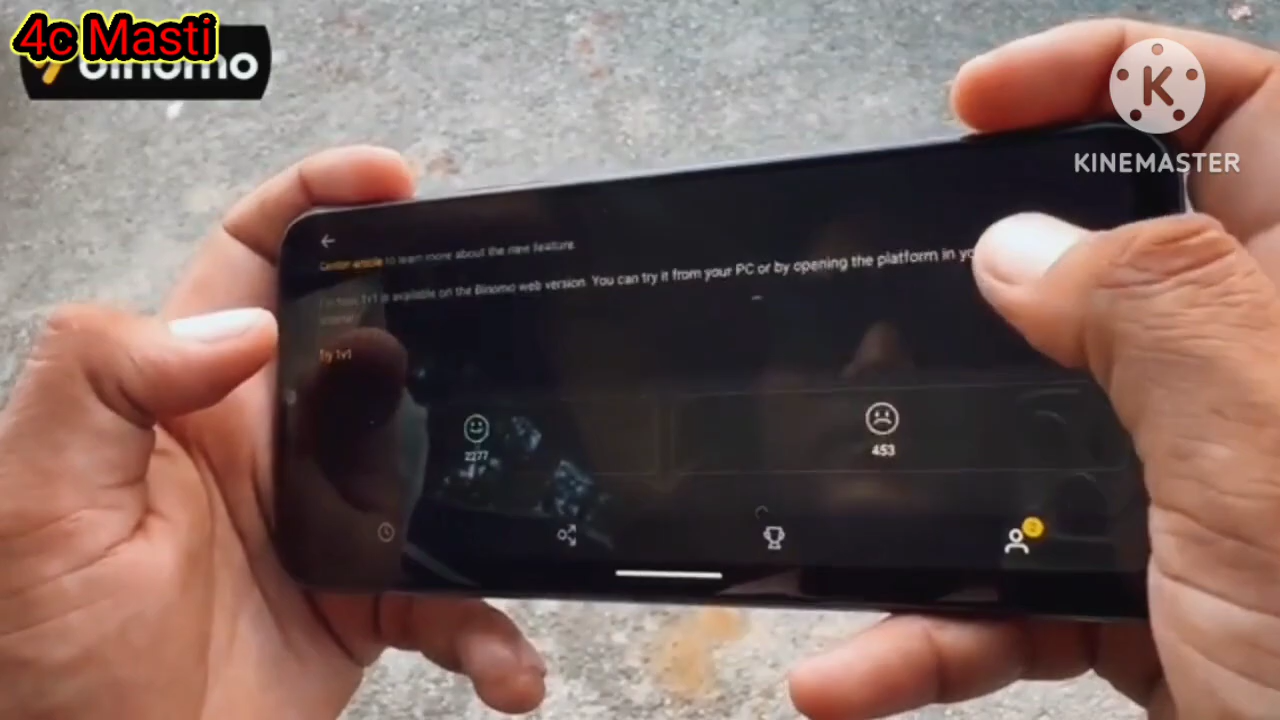 4c Masti
binomo
KINEMASTER
to learn more about the new feature.
1v1 is available on the Binomo web version. You can try it from your PC or by opening the platform in
Try 1v1
2277
453